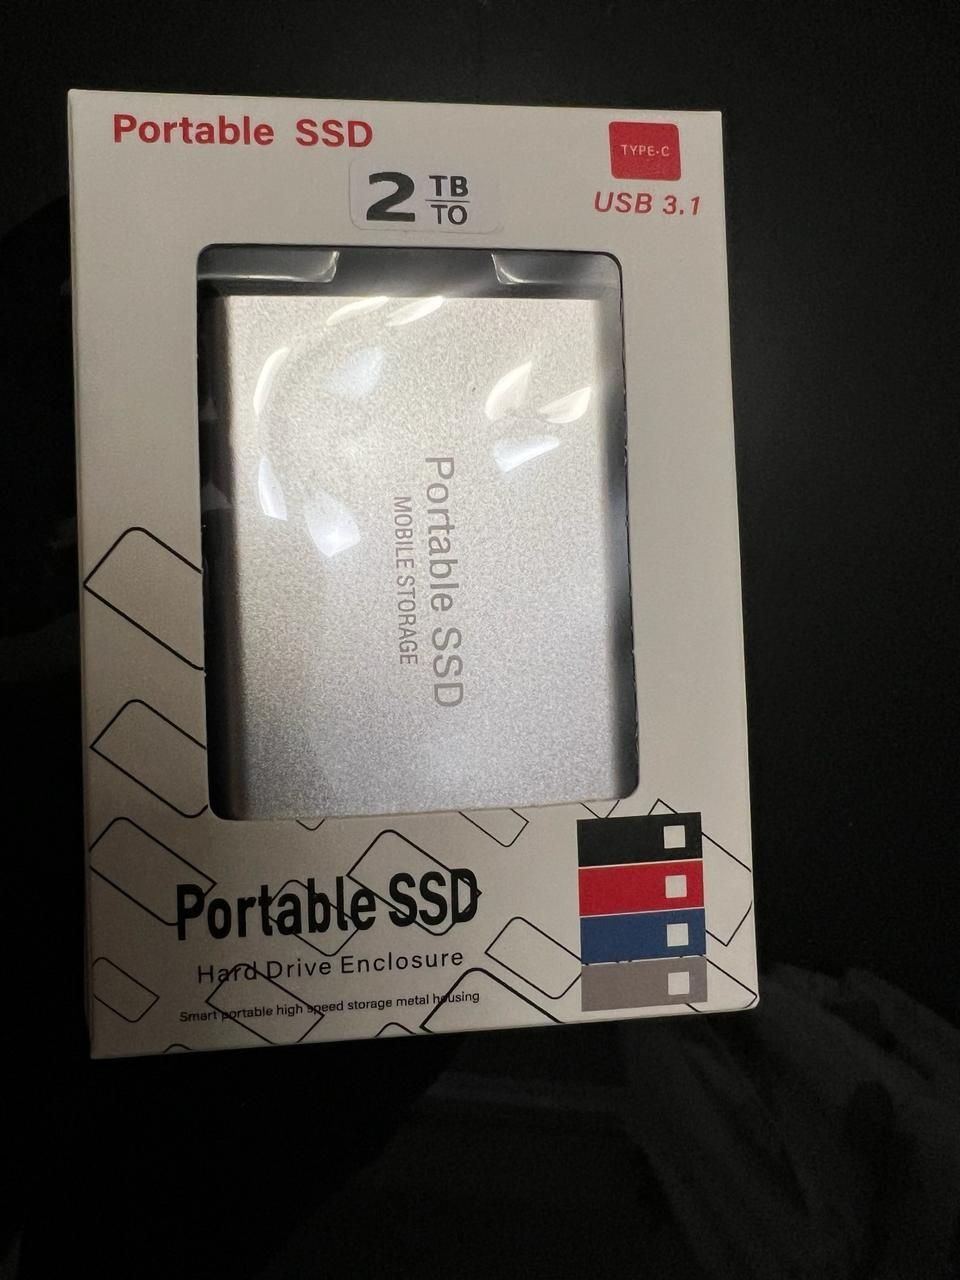 Portable SSD
TYPE-C
USB 3.1
2 TB
TO
Portable SSD
MOBILE STORAGE
Portable SSD
Hard Drive Enclosure
Smart portable high speed storage metal housing